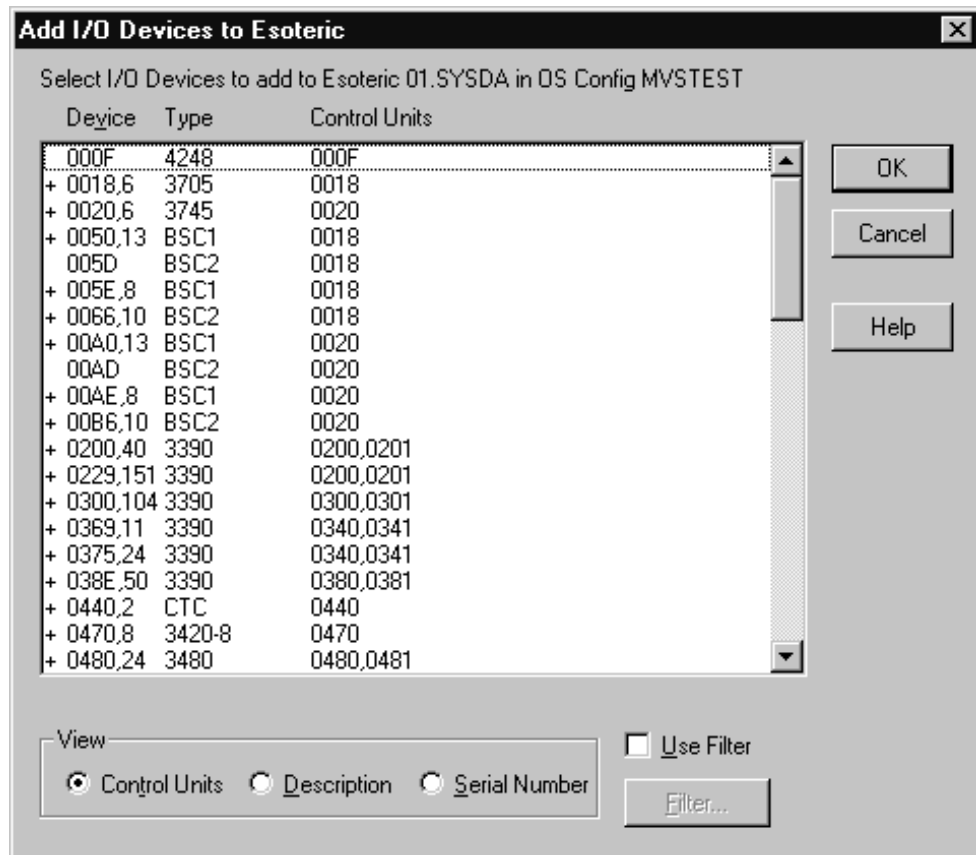 Add I/O Devices to Esoteric
Select I/O Devices to add to Esoteric 01.SYSDA in OS Config MVSTEST
Device Type Control Units
000F 4248 000F
+ 0018,6 3705 0018
+ 0020,6 3745 0020
+ 0050,13 BSC1 0018
005D BSC2 0018
+ 005E,8 BSC1 0018
+ 0066,10 BSC2 0018
+ 00A0,13 BSC1 0020
00AD BSC2 0020
+ 00AE,8 BSC1 0020
+ 00B6,10 BSC2 0020
+ 0200,40 3390 0200,0201
+ 0229,151 3390 0200,0201
+ 0300,104 3390 0300,0301
+ 0369,11 3390 0340,0341
+ 0375,24 3390 0340,0341
+ 038E,50 3390 0380,0381
+ 0440,2 CTC 0440
+ 0470,8 3420-8 0470
+ 0480,24 3480 0480,0481
OK
Cancel
Help
View
Control Units Description Serial Number
Use Filter
Filter...